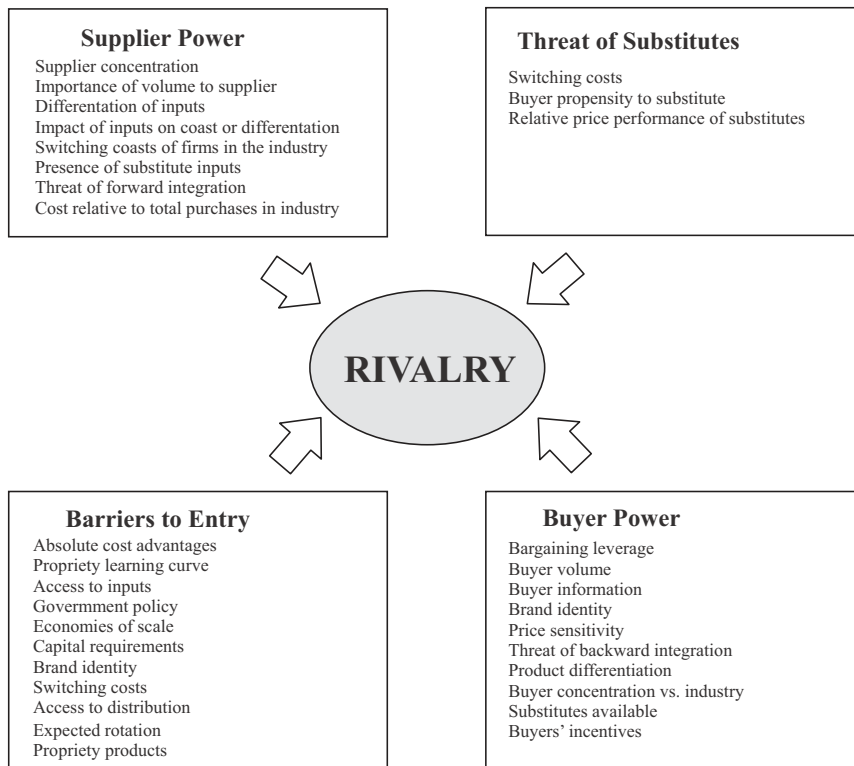 Supplier Power
Supplier concentration
Importance of volume to supplier
Differentation of inputs
Impact of inputs on coast or differentation
Switching coasts of firms in the industry
Presence of substitute inputs
Threat of forward integration
Cost relative to total purchases in industry
Threat of Substitutes
Switching costs
Buyer propensity to substitute
Relative price performance of substitutes
RIVALRY
Barriers to Entry
Absolute cost advantages
Propriety learning curve
Access to inputs
Government policy
Economies of scale
Capital requirements
Brand identity
Switching costs
Access to distribution
Expected rotation
Propriety products
Buyer Power
Bargaining leverage
Buyer volume
Buyer information
Brand identity
Price sensitivity
Threat of backward integration
Product differentiation
Buyer concentration vs. industry
Substitutes available
Buyers' incentives